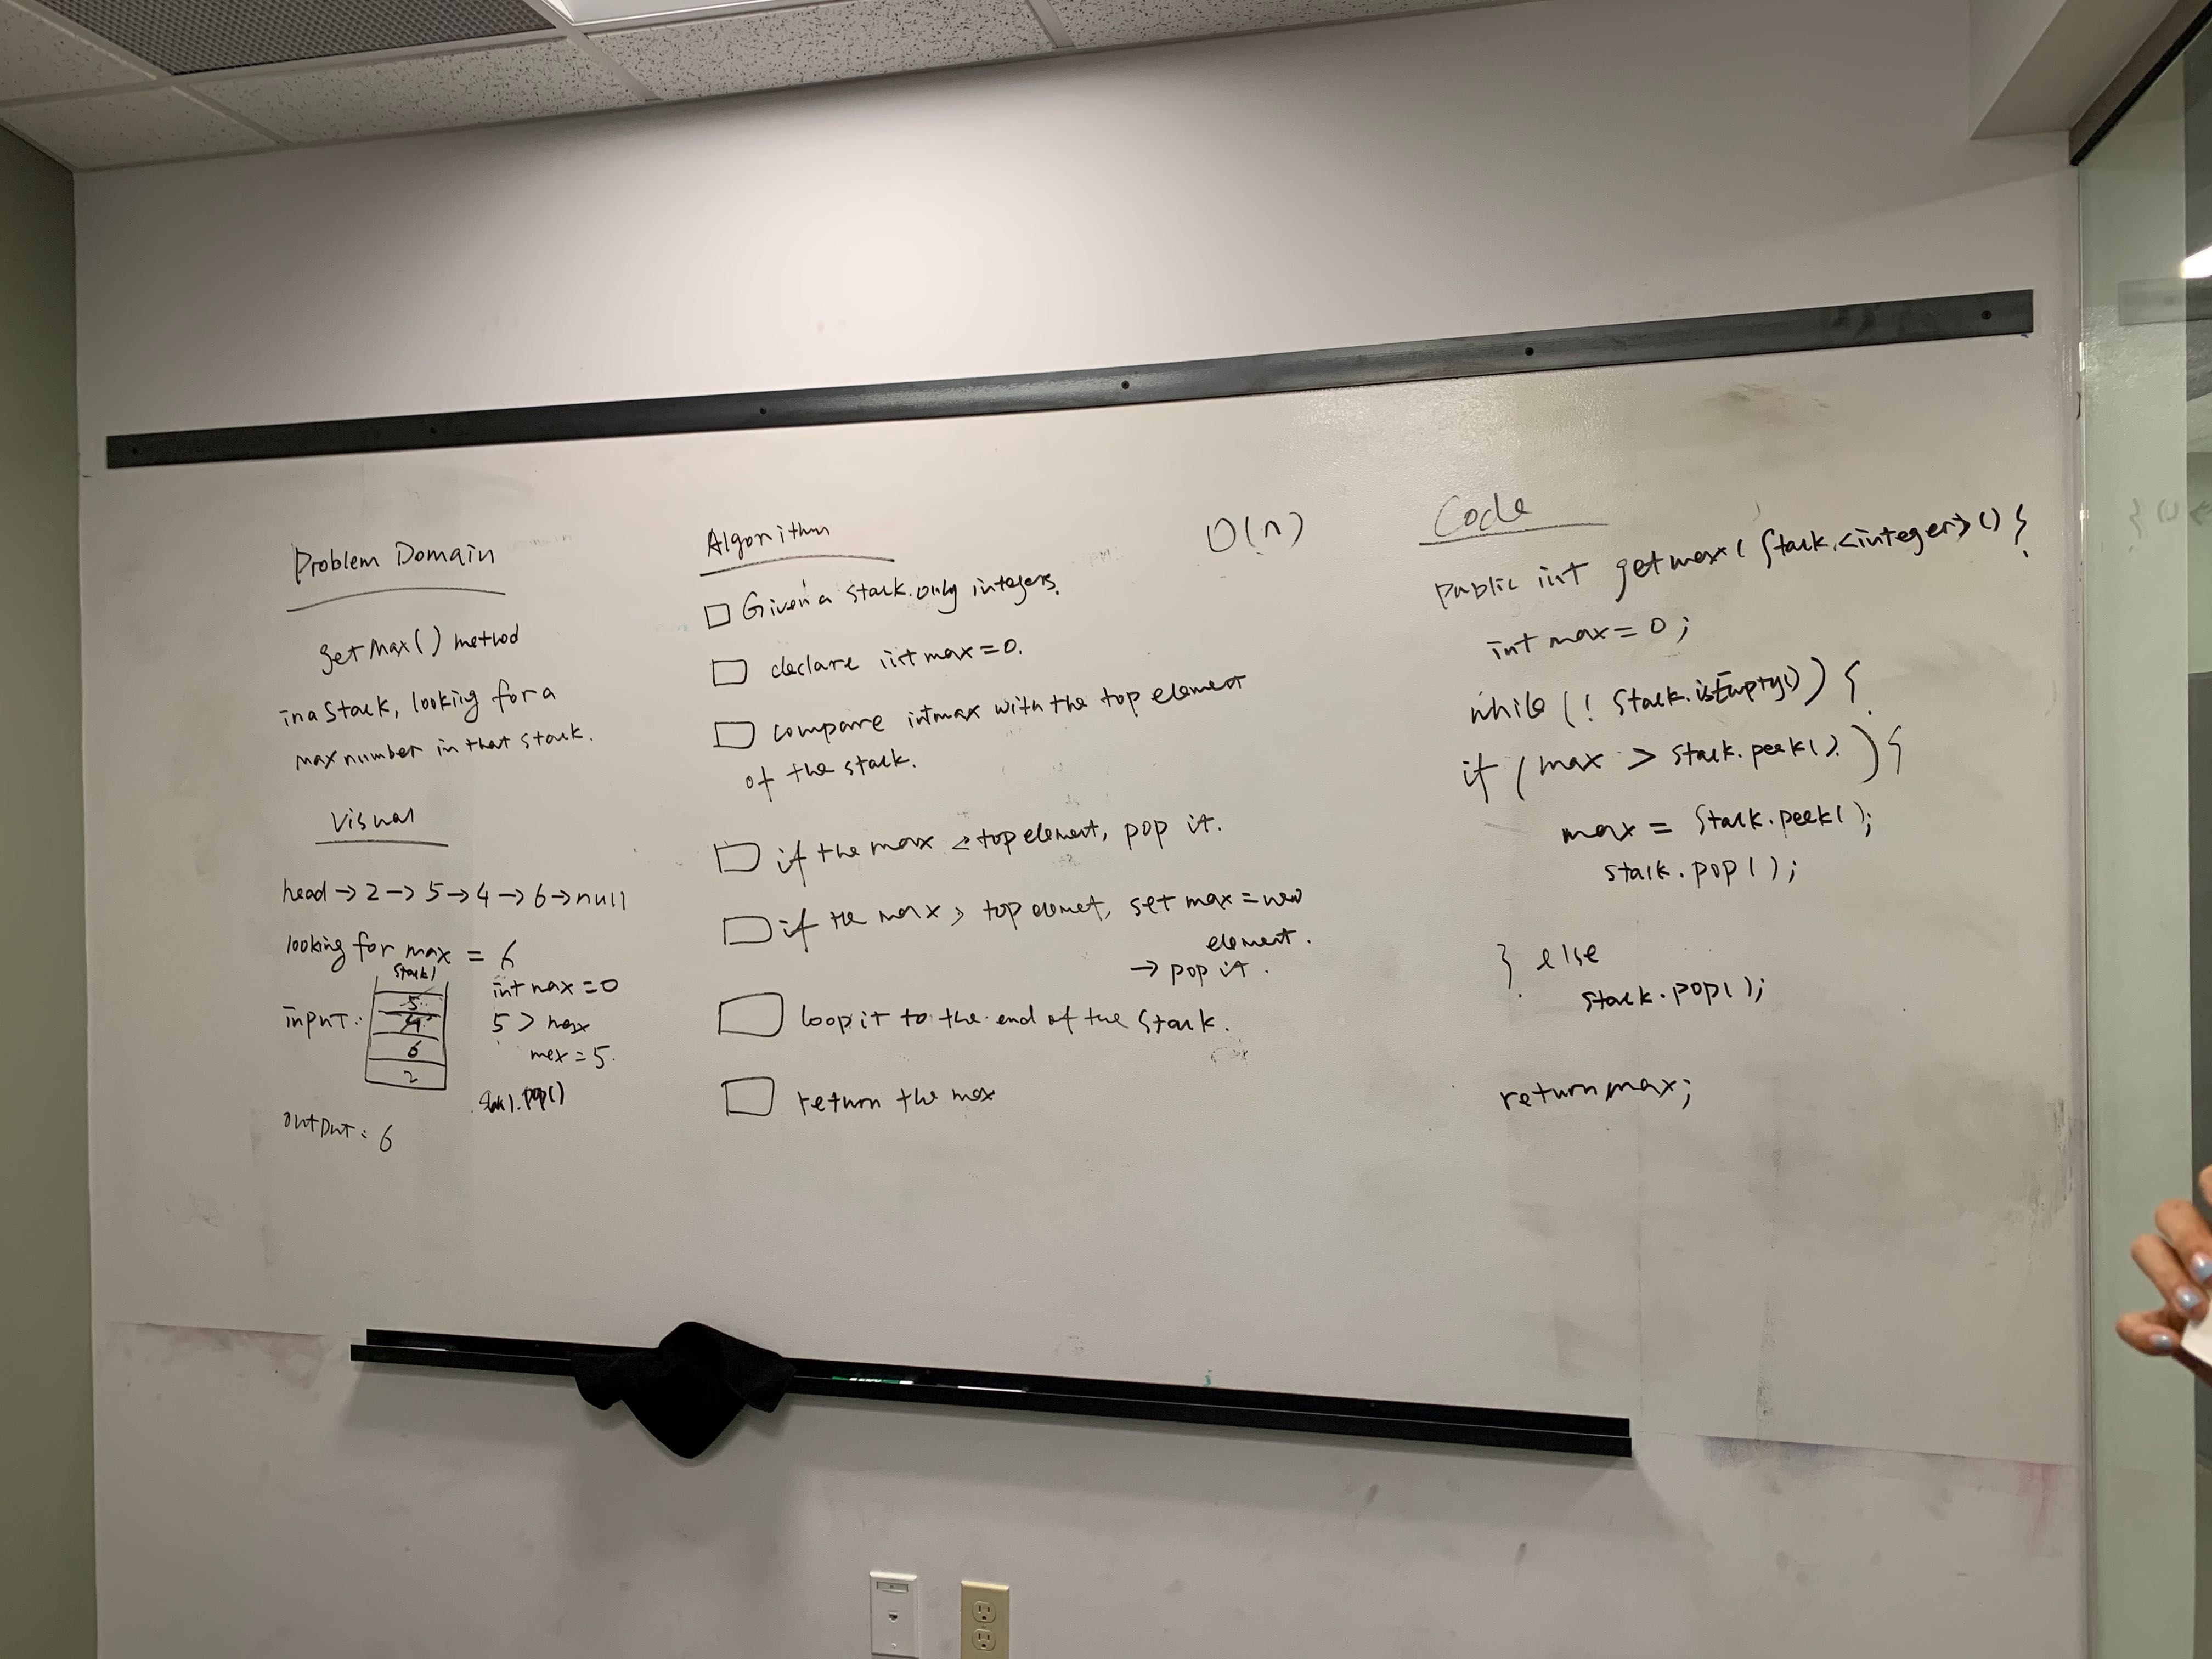 Problem Domain
getMax() method
in a Stack, looking for a
max number in that stack.
Visual
head → 2 → 5 → 4 → 6 → null
looking for max = 6
Stack1
input:
5
4
6
2
int max = 0
5 > max
max = 5.
stack1.pop()
output: 6
Algorithm
O(n)
Given a stack. only integers.
declare int max = 0.
compare int max with the top element
of the stack.
if the max < top element, pop it.
if the max > top elemet, set max = new
element.
→ pop it.
loop it to the end of the Stack.
return the max
Code
public int getmax( Stack.<integer>() {
int max = 0;
while (! Stack.isEmpty()) {
if (max > stack.peek() ) {
max = Stack.peek();
stack.pop();
} else
stack.pop();
return max;